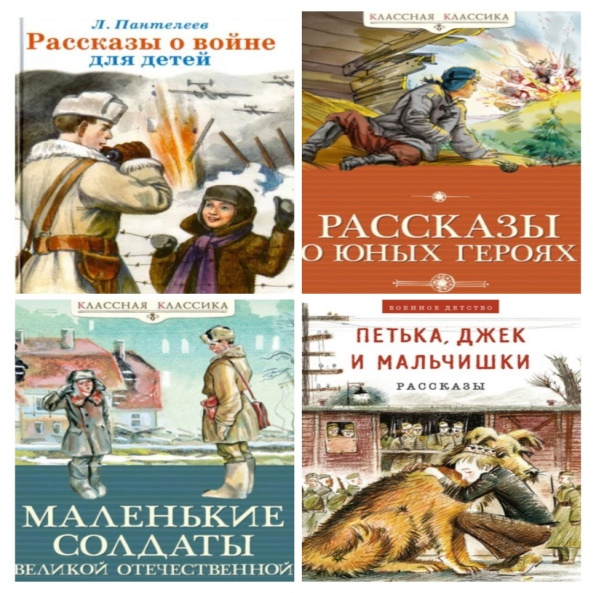 Л. Пантелеев
Рассказы о войне
для детей
КЛАССНАЯ КЛАССИКА
РАССКАЗЫ
О ЮНЫХ ГЕРОЯХ
КЛАССНАЯ КЛАССИКА
МАЛЕНЬКИЕ
СОЛДАТЫ
ВЕЛИКОЙ ОТЕЧЕСТВЕННОЙ
ВОЕННОЕ ДЕТСТВО
ПЕТЬКА, ДЖЕК
И МАЛЬЧИШКИ
РАССКАЗЫ